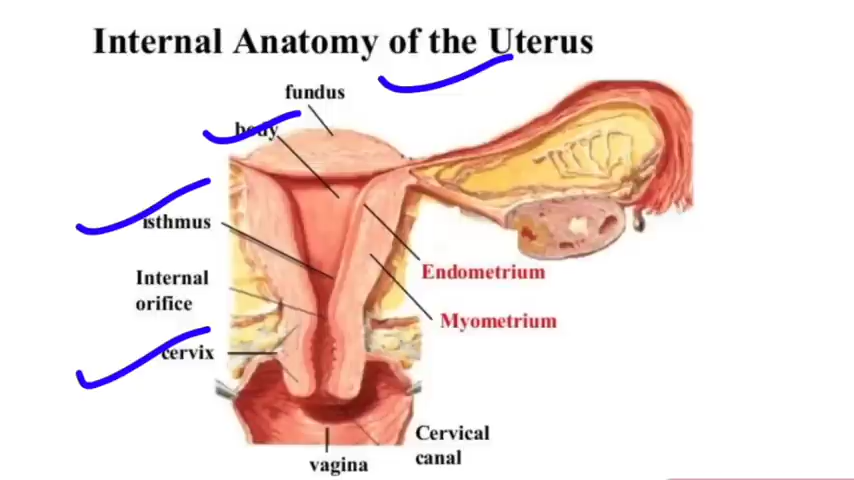 Internal Anatomy of the Uterus
fundus
body
isthmus
Internal
orifice
cervix
Endometrium
Myometrium
Cervical
canal
vagina